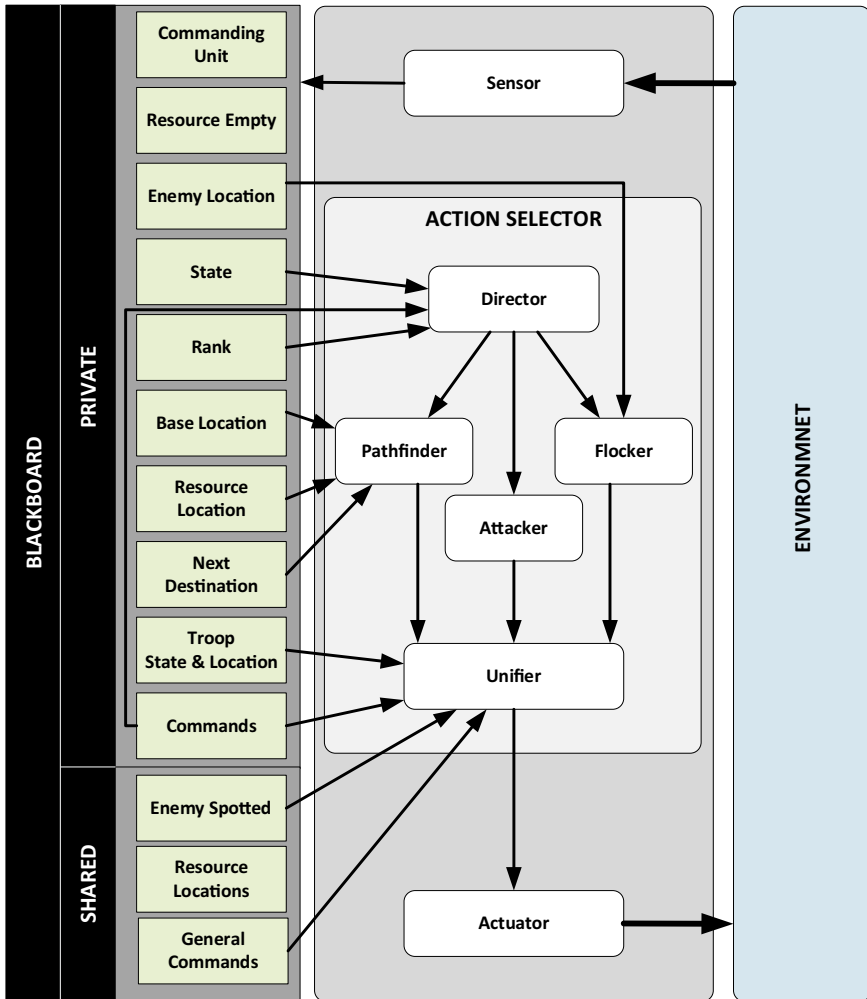 BLACKBOARD
PRIVATE
Commanding
Unit
Resource Empty
Enemy Location
State
Rank
Base Location
Resource
Location
Next
Destination
Troop
State & Location
Commands
SHARED
Enemy Spotted
Resource
Locations
General
Commands
Sensor
ACTION SELECTOR
Director
Pathfinder
Flocker
Attacker
Unifier
Actuator
ENVIRONMNET